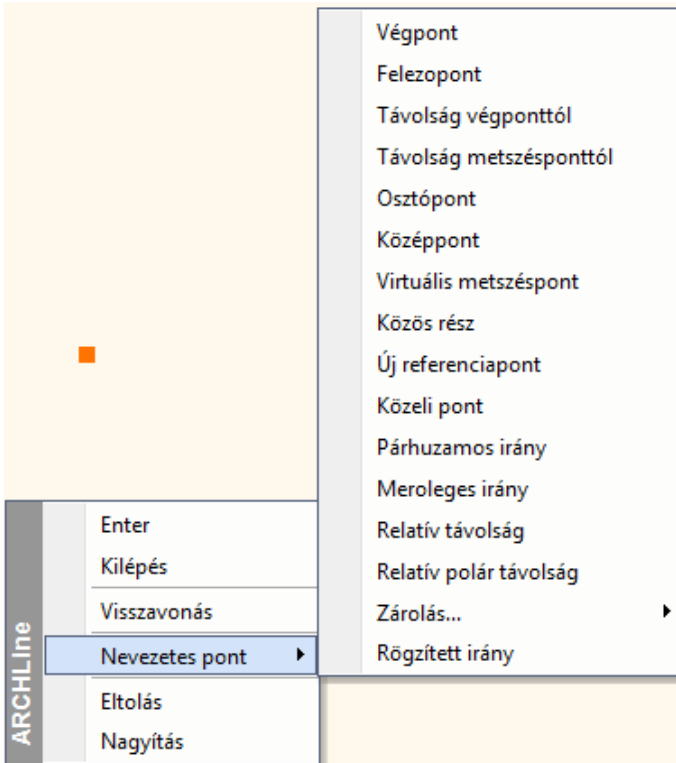 Végpont
Felezopont
Távolság végponttól
Távolság metszésponttól
Osztópont
Középpont
Virtuális metszéspont
Közös rész
Új referenciapont
Közeli pont
Párhuzamos irány
Meroleges irány
Relatív távolság
Relatív polár távolság
Zárolás...
Rögzített irány
ARCHLIne
Enter
Kilépés
Visszavonás
Nevezetes pont
Eltolás
Nagyítás